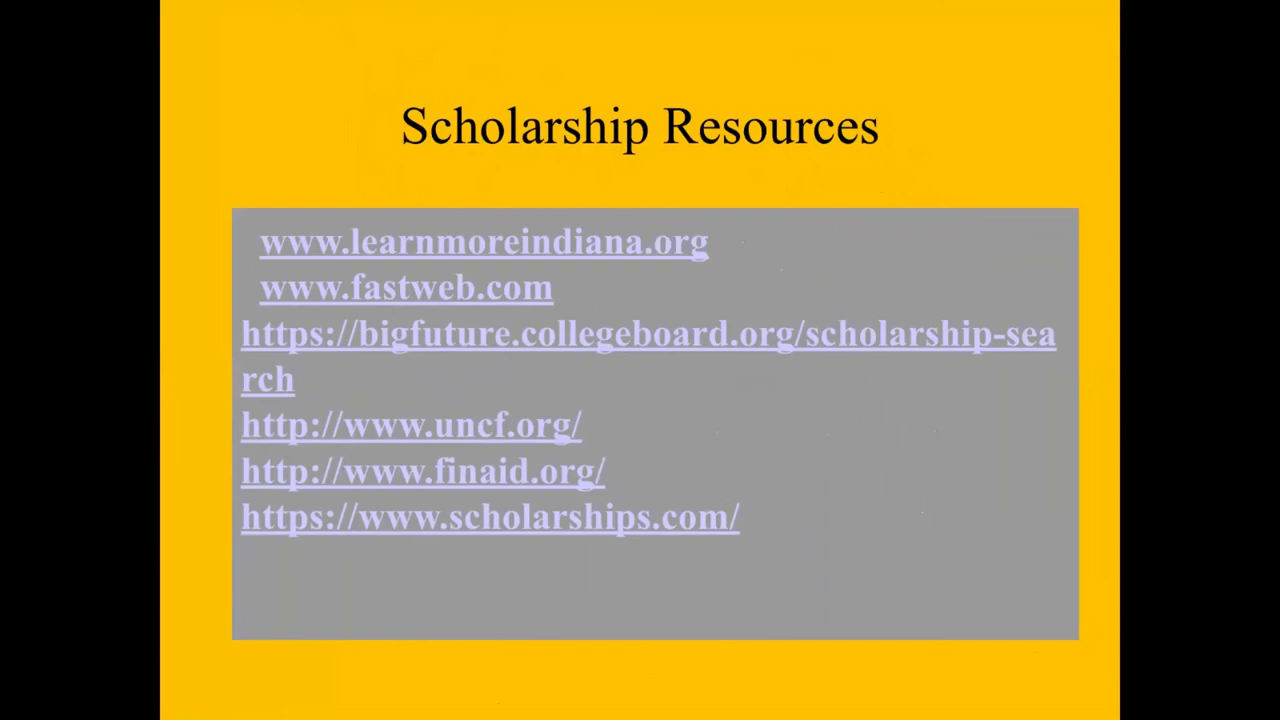 Scholarship Resources
www.learnmoreindiana.org
www.fastweb.com
https://bigfuture.collegeboard.org/scholarship-sea
rch
http://www.uncf.org/
http://www.finaid.org/
https://www.scholarships.com/